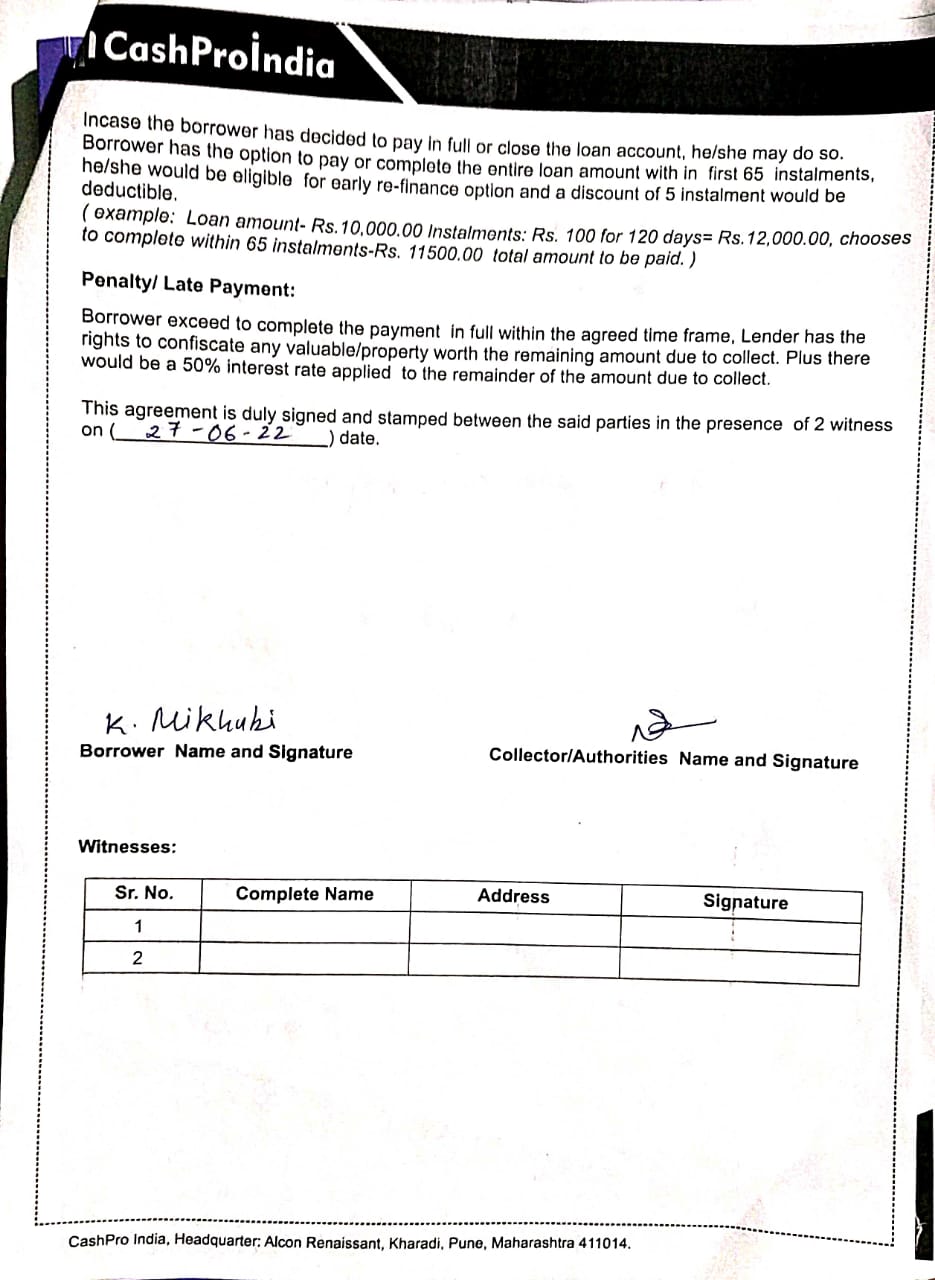 CashProIndia
Incase the borrower has decided to pay in full or close the loan account, he/she may do so.
Borrower has the option to pay or complete the entire loan amount with in first 65 instalments,
he/she would be eligible for early re-finance option and a discount of 5 instalment would be
deductible.
( example: Loan amount- Rs.10,000.00 Instalments: Rs. 100 for 120 days= Rs.12,000.00, chooses
to complete within 65 instalments-Rs. 11500.00 total amount to be paid. )
Penalty/ Late Payment:
Borrower exceed to complete the payment in full within the agreed time frame, Lender has the
rights to confiscate any valuable/property worth the remaining amount due to collect. Plus there
would be a 50% interest rate applied to the remainder of the amount due to collect.
This agreement is duly signed and stamped between the said parties in the presence of 2 witness
on ( 27-06-22 ) date.
K. Mikhubi
Borrower Name and Signature
Collector/Authorities Name and Signature
Witnesses:
Sr. No. Complete Name Address Signature
1
2
CashPro India, Headquarter: Alcon Renaissant, Kharadi, Pune, Maharashtra 411014.